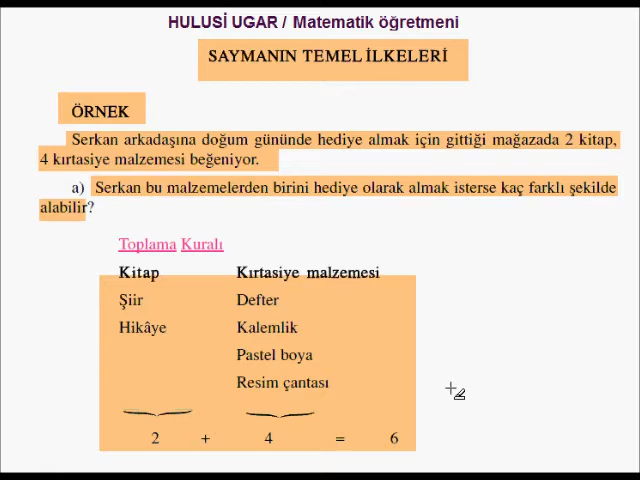 HULUSİ UGAR / Matematik öğretmeni
SAYMANIN TEMEL İLKELERİ
ÖRNEK
Serkan arkadaşına doğum gününde hediye almak için gittiği mağazada 2 kitap,
4 kırtasiye malzemesi beğeniyor.
a) Serkan bu malzemelerden birini hediye olarak almak isterse kaç farklı şekilde
alabilir?
Toplama Kuralı
Kitap Kırtasiye malzemesi
Şiir Defter
Hikâye Kalemlik
Pastel boya
Resim çantası
2 + 4 = 6